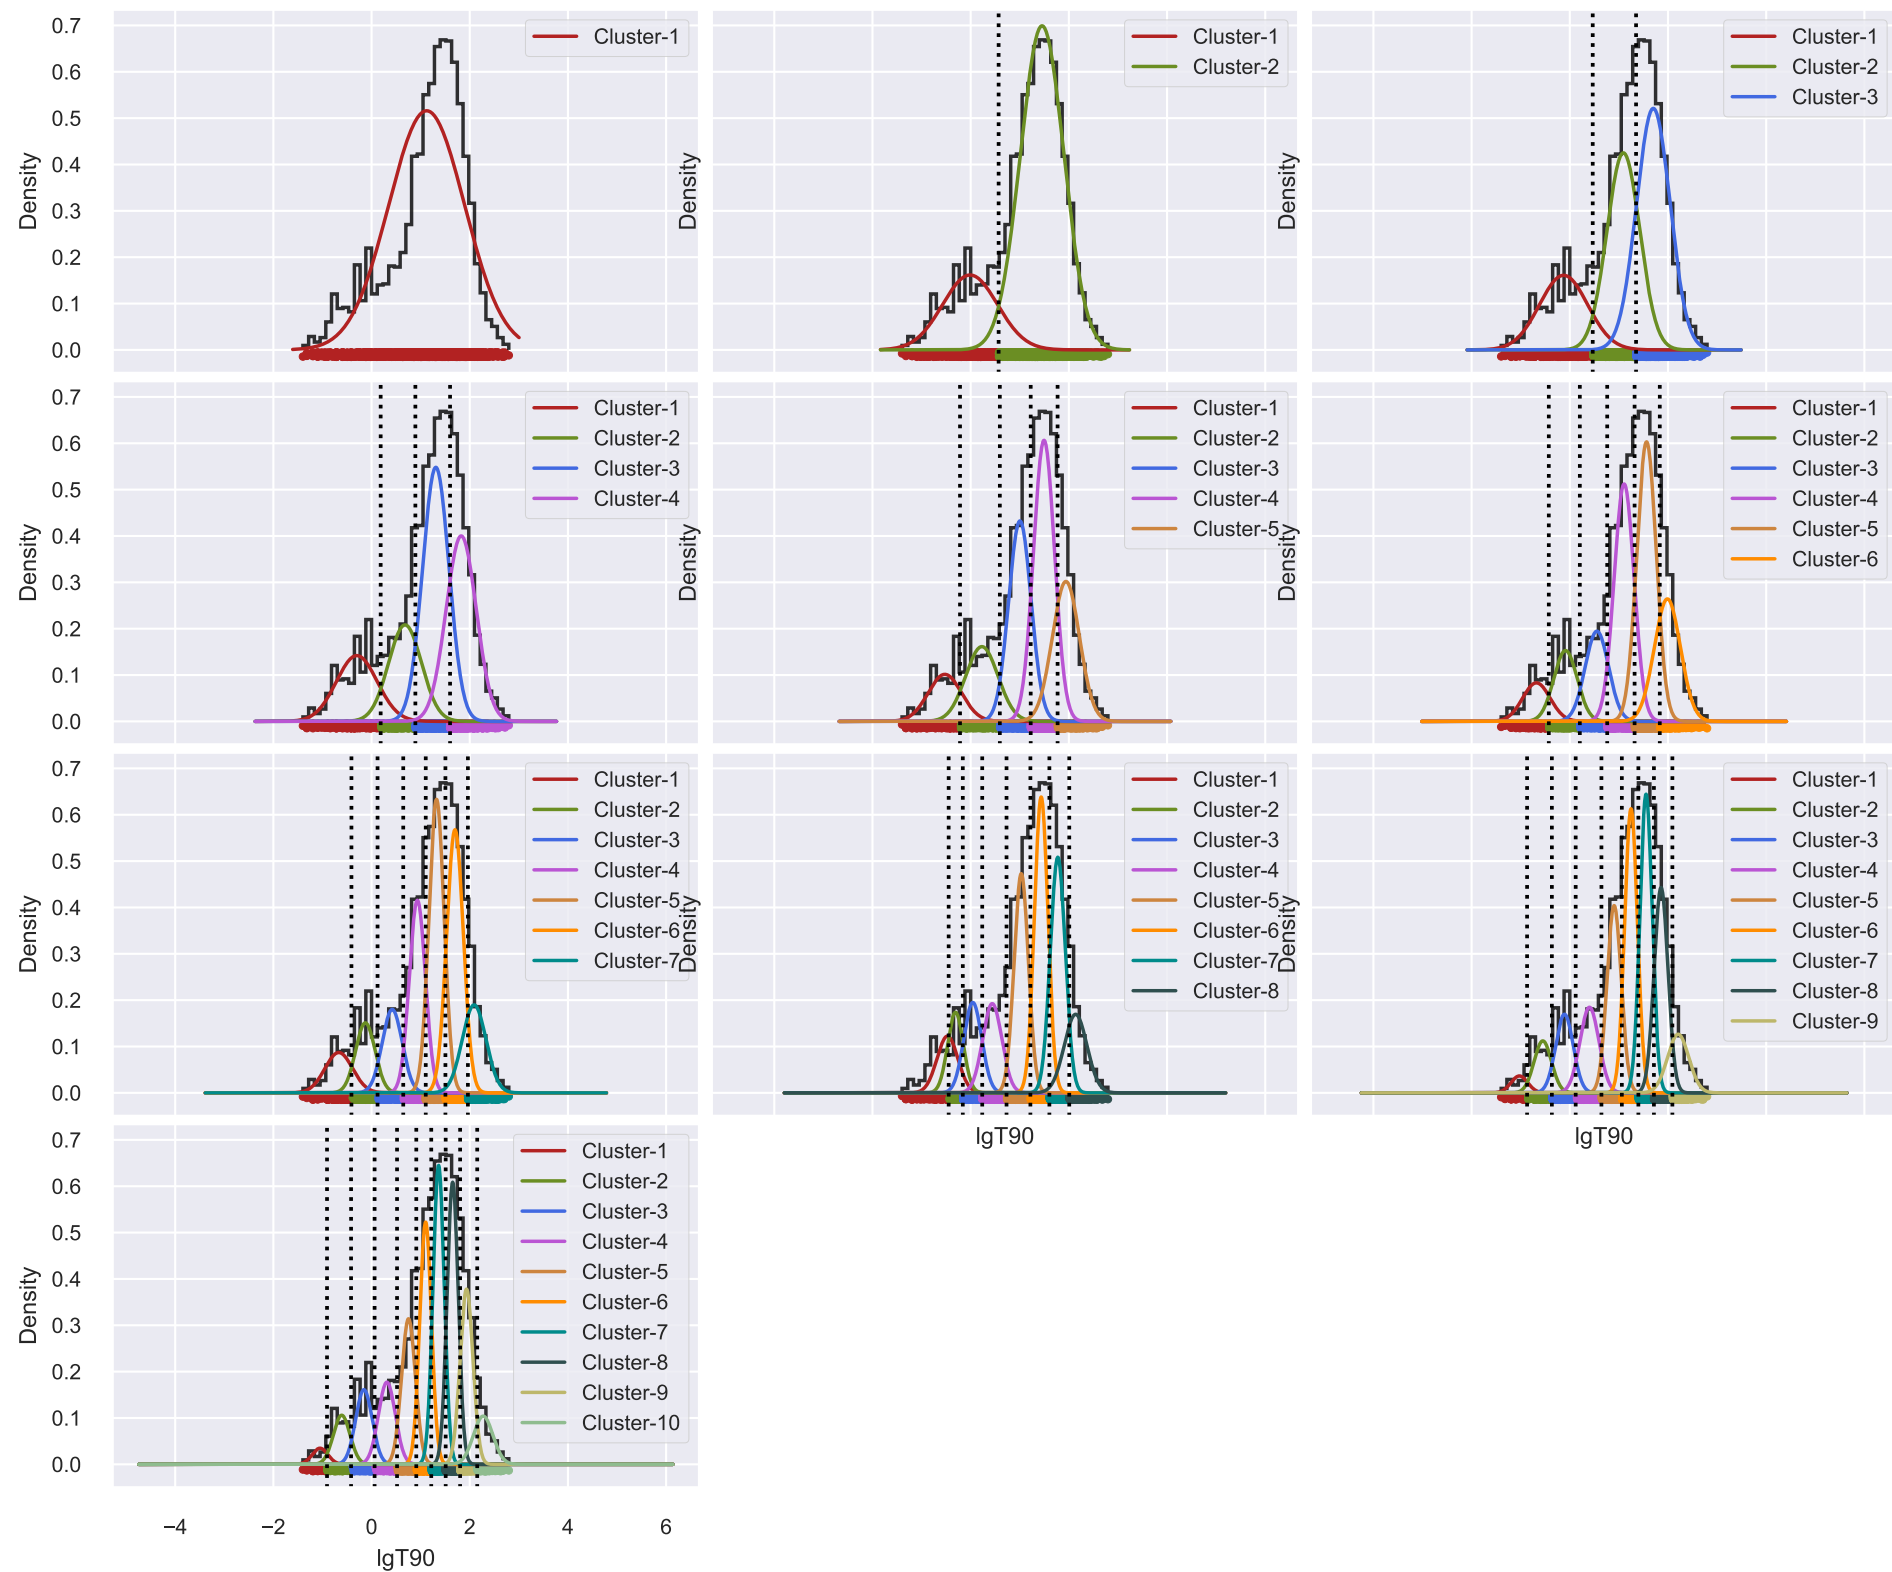 0.7
0.6
0.5
0.4
0.3
0.2
0.1
0.0
Density
Cluster-1
Density
Cluster-1
Cluster-2
Density
Cluster-1
Cluster-2
Cluster-3
0.7
0.6
0.5
0.4
0.3
0.2
0.1
0.0
Density
Cluster-1
Cluster-2
Cluster-3
Cluster-4
Density
Cluster-1
Cluster-2
Cluster-3
Cluster-4
Cluster-5
Density
Cluster-1
Cluster-2
Cluster-3
Cluster-4
Cluster-5
Cluster-6
0.7
0.6
0.5
0.4
0.3
0.2
0.1
0.0
Density
Cluster-1
Cluster-2
Cluster-3
Cluster-4
Cluster-5
Cluster-6
Cluster-7
Density
Cluster-1
Cluster-2
Cluster-3
Cluster-4
Cluster-5
Cluster-6
Cluster-7
Cluster-8
lgT90
Density
Cluster-1
Cluster-2
Cluster-3
Cluster-4
Cluster-5
Cluster-6
Cluster-7
Cluster-8
Cluster-9
lgT90
0.7
0.6
0.5
0.4
0.3
0.2
0.1
0.0
Density
Cluster-1
Cluster-2
Cluster-3
Cluster-4
Cluster-5
Cluster-6
Cluster-7
Cluster-8
Cluster-9
Cluster-10
−4 −2 0 2 4 6
lgT90